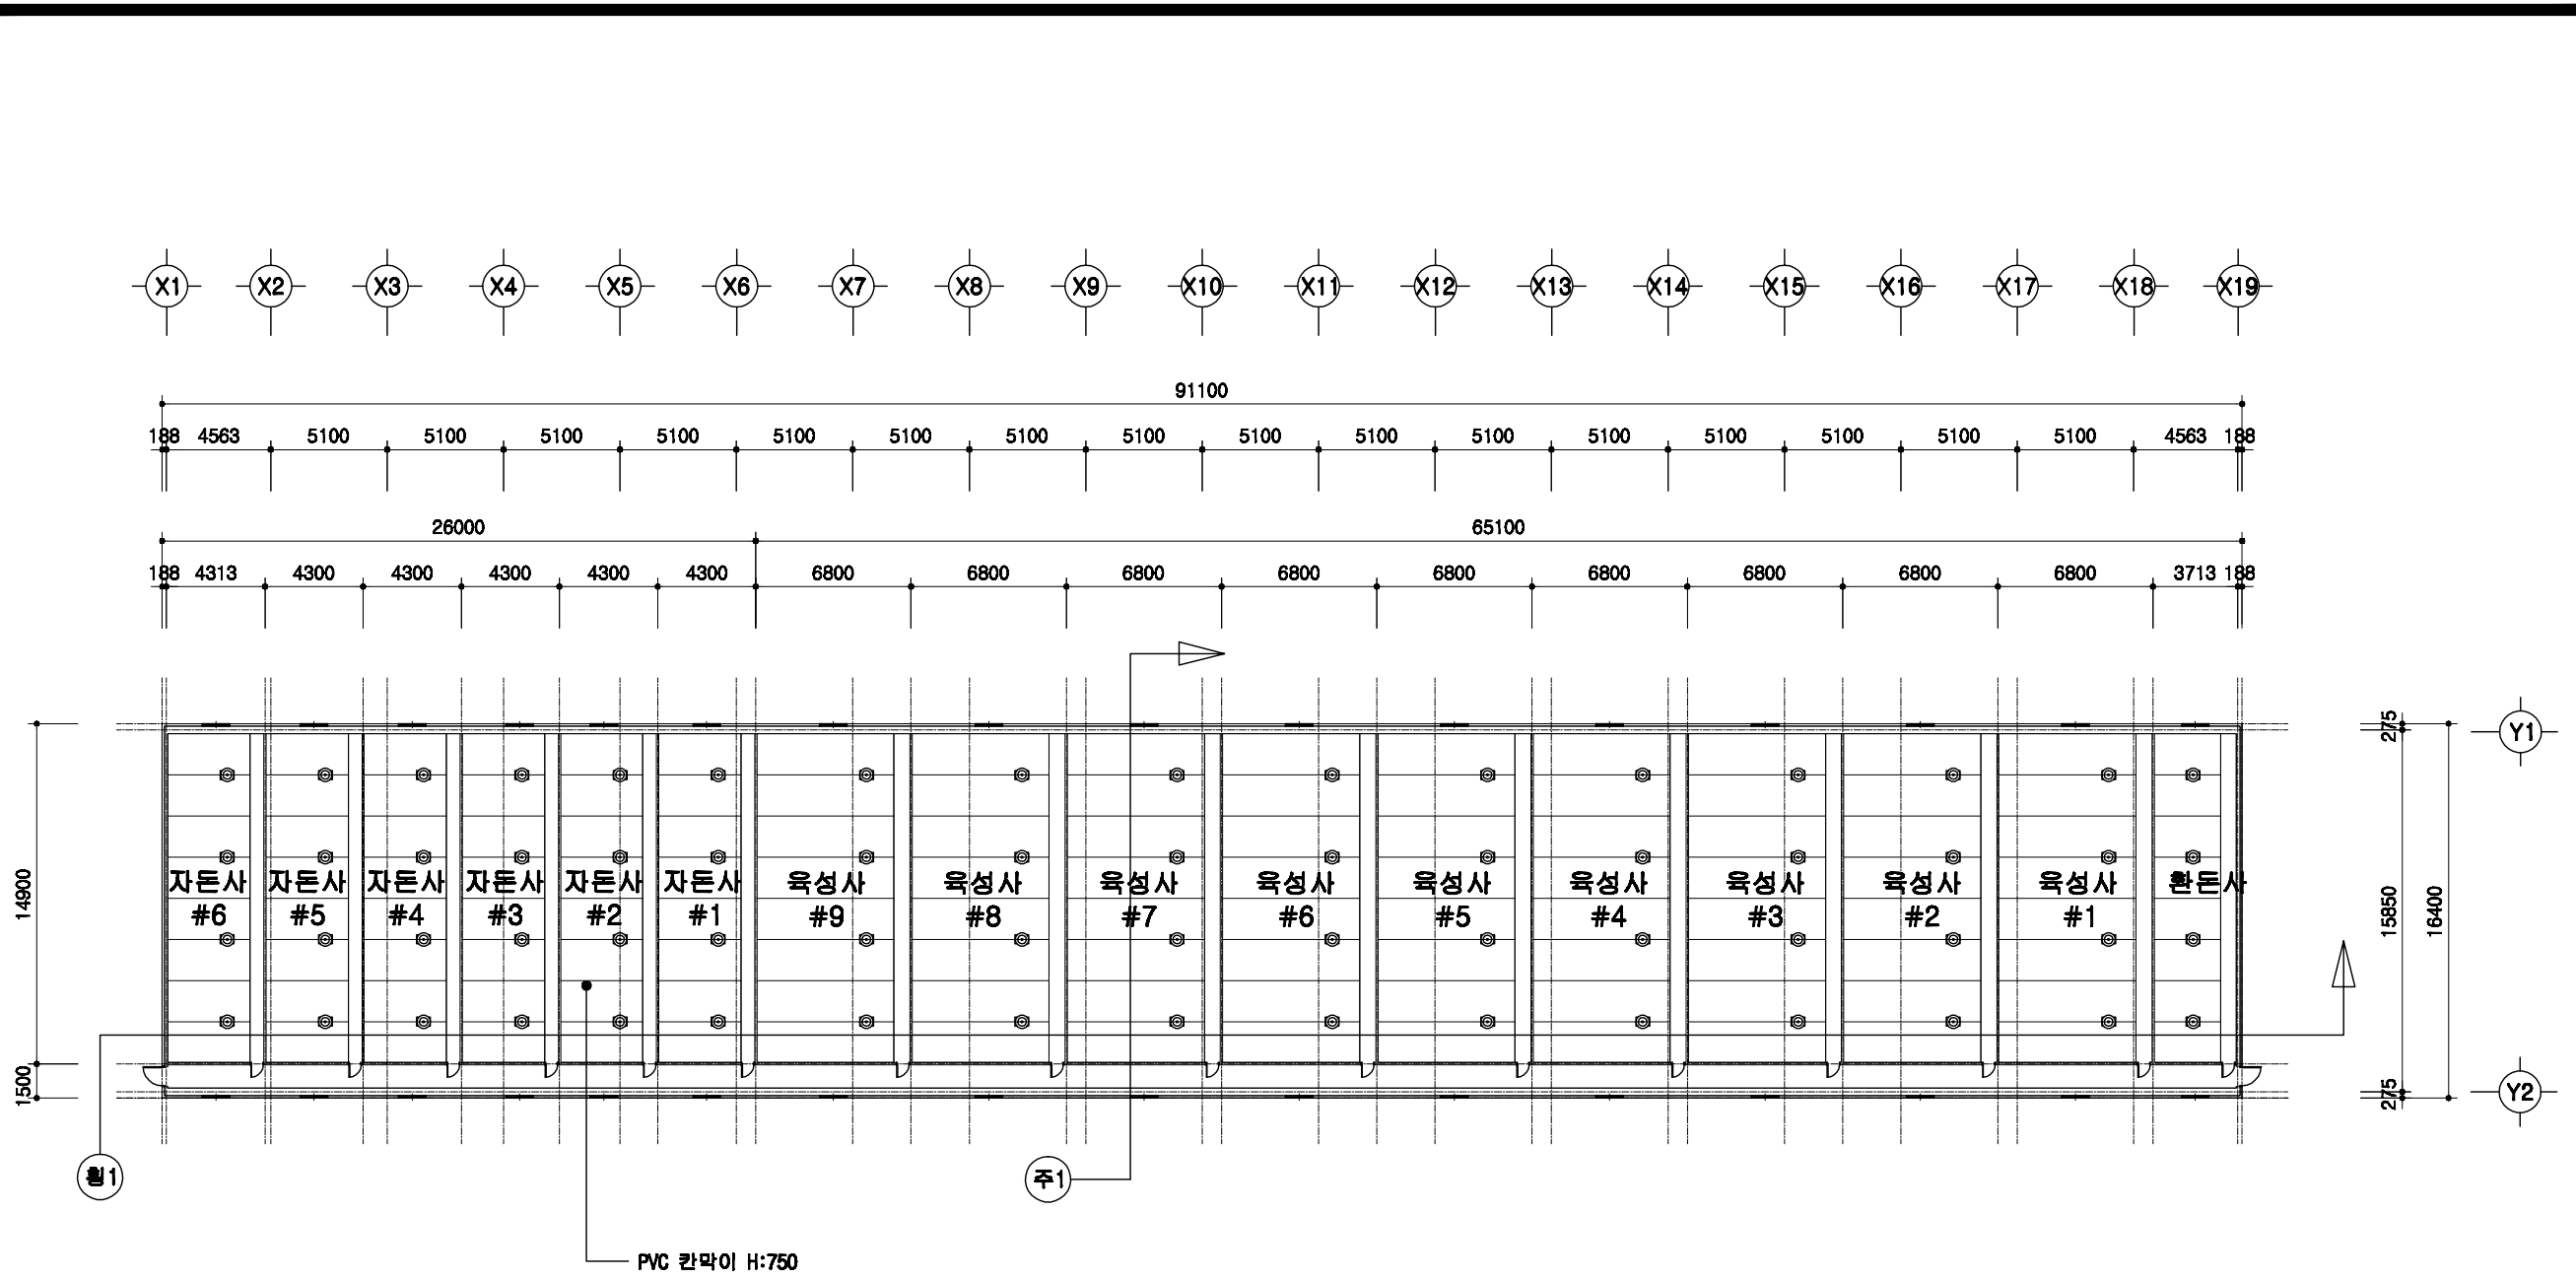 X1 X2 X3 X4 X5 X6 X7 X8 X9 X10 X11 X12 X13 X14 X15 X16 X17 X18 X19
91100
188 4563 5100 5100 5100 5100 5100 5100 5100 5100 5100 5100 5100 5100 5100 5100 5100 5100 4563 188
26000 65100
188 4313 4300 4300 4300 4300 4300 6800 6800 6800 6800 6800 6800 6800 6800 6800 3713 188
275 Y1
14900
자돈사 자돈사 자돈사 자돈사 자돈사 자돈사 육성사 육성사 육성사 육성사 육성사 육성사 육성사 육성사 육성사 환돈사
#6 #5 #4 #3 #2 #1 #9 #8 #7 #6 #5 #4 #3 #2 #1
15850 16400
1500 275 Y2
횡1 주1
PVC 칸막이 H:750